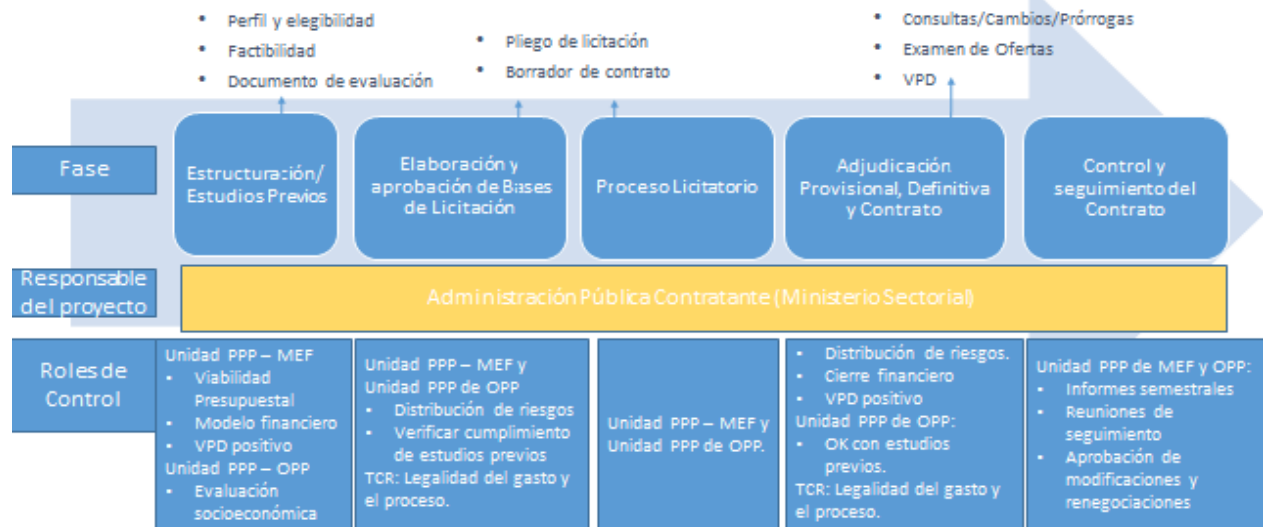 • Perfil y elegibilidad
• Factibilidad
• Documento de evaluación
• Pliego de licitación
• Borrador de contrato
• Consultas/Cambios/Prórrogas
• Examen de Ofertas
• VPD
Fase
Estructuración/
Estudios Previos
Elaboración y
aprobación de Bases
de Licitación
Proceso Licitatorio
Adjudicación
Provisional, Definitiva
y Contrato
Control y
seguimiento del
Contrato
Responsable
del proyecto
Administración Pública Contratante (Ministerio Sectorial)
Roles de
Control
Unidad PPP – MEF
• Viabilidad
Presupuestal
• Modelo financiero
• VPD positivo
Unidad PPP – OPP
• Evaluación
socioeconómica
Unidad PPP – MEF y
Unidad PPP de OPP
• Distribución de riesgos
• Verificar cumplimiento
de estudios previos
TCR: Legalidad del gasto y
el proceso.
Unidad PPP – MEF y
Unidad PPP de OPP.
• Distribución de riesgos.
• Cierre financiero
• VPD positivo
Unidad PPP de OPP:
• OK con estudios
previos.
TCR: Legalidad del gasto y
el proceso.
Unidad PPP de MEF y OPP:
• Informes semestrales
• Reuniones de
seguimiento
• Aprobación de
modificaciones y
renegociaciones